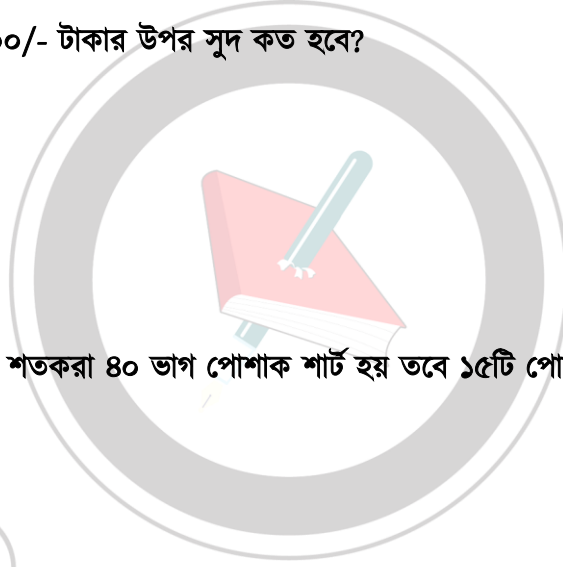 ০/- টাকার উপর সুদ কত হবে?
শতকরা ৪০ ভাগ পোশাক শার্ট হয় তবে ১৫টি পো